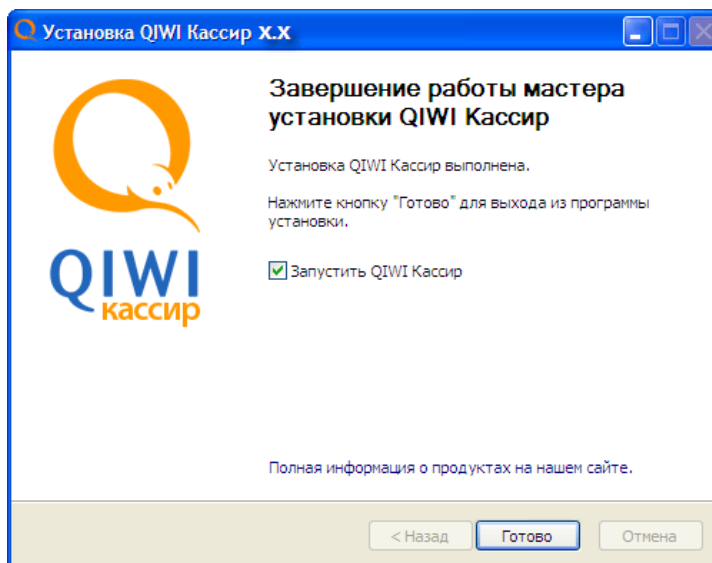 Установка QIWI Кассир x.x
Завершение работы мастера
установки QIWI Кассир
Установка QIWI Кассир выполнена.
Нажмите кнопку "Готово" для выхода из программы
установки.
QIWI
кассир
Запустить QIWI Кассир
Полная информация о продуктах на нашем сайте.
< Назад
Готово
Отмена